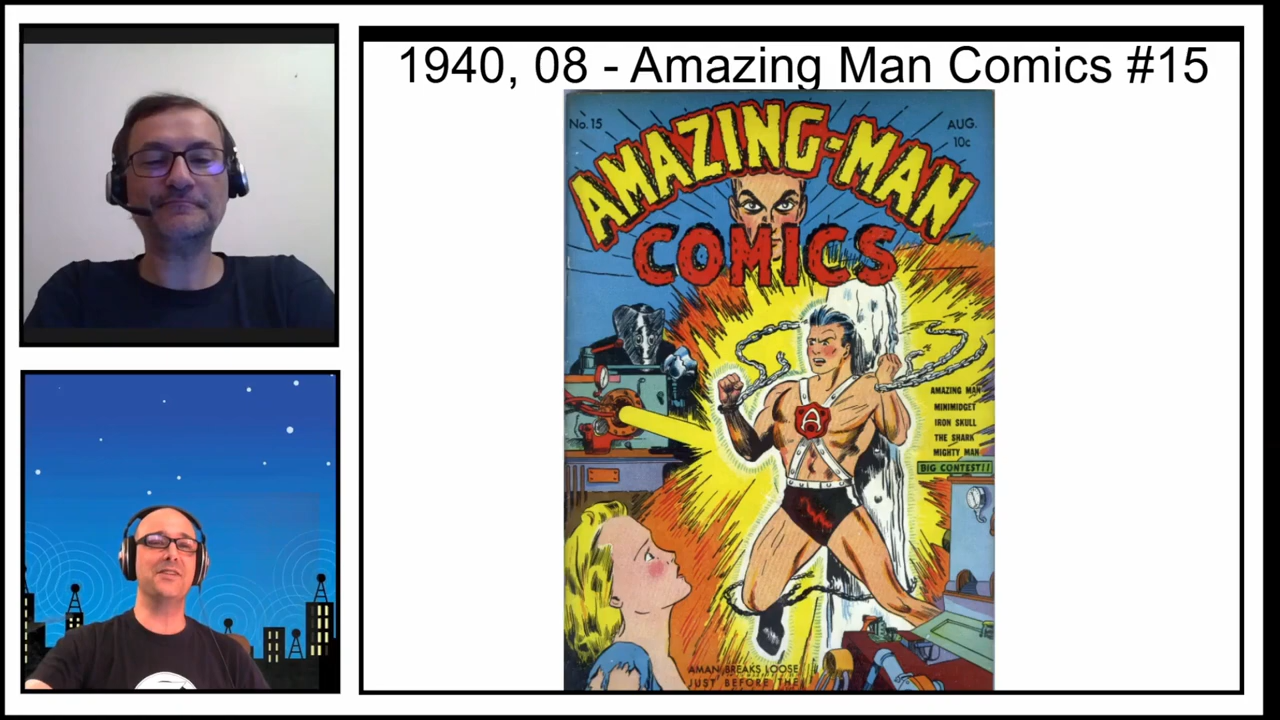 1940, 08 - Amazing Man Comics #15
No. 15
AUG.
10c
AMAZING-MAN
COMICS
A
AMAZING MAN
MINIMIDGET
IRON SKULL
THE SHARK
MIGHTY MAN
BIG CONTEST!!
AMAN BREAKS LOOSE
JUST BEFORE THE